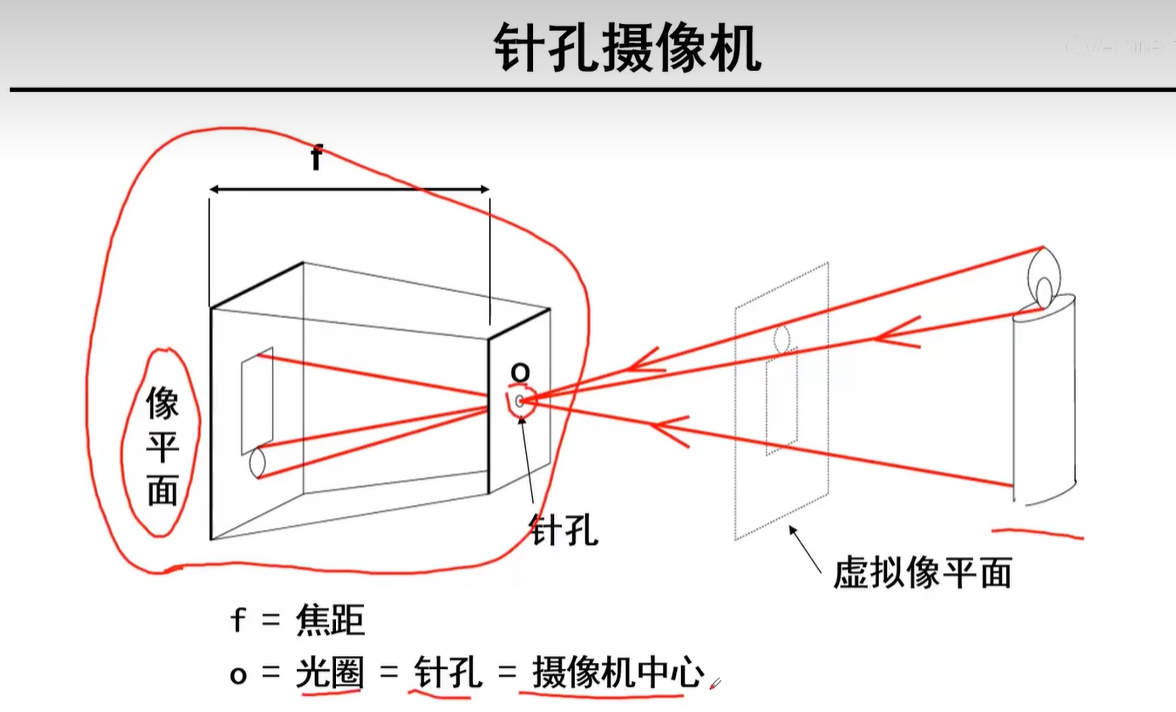 针孔摄像机
f
像平面
o
针孔
虚拟像平面
f = 焦距
o = 光圈 = 针孔 = 摄像机中心